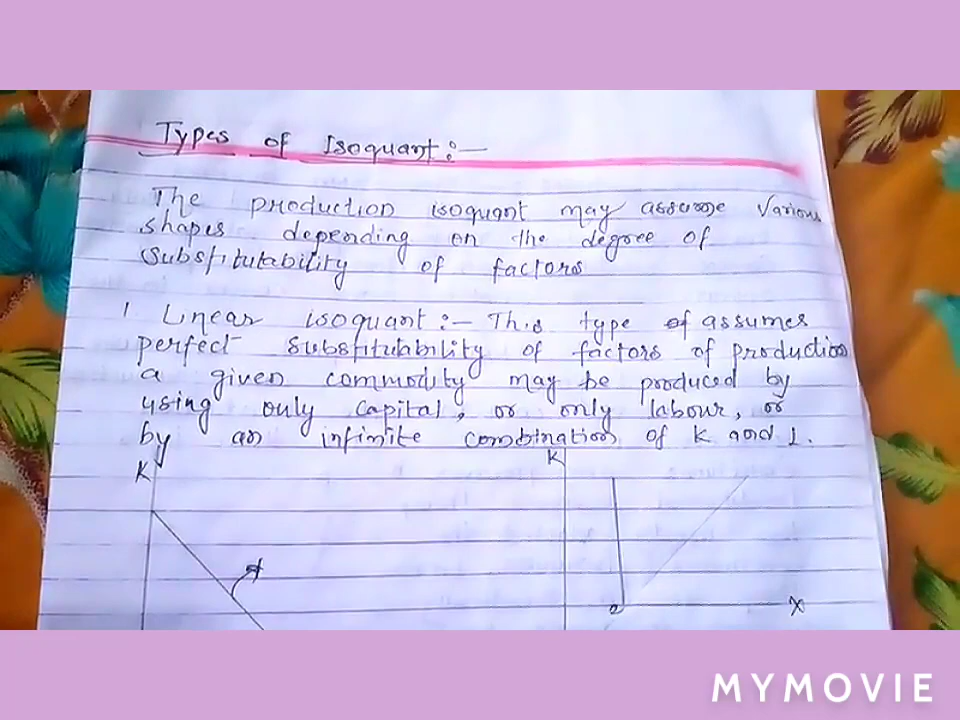 Types of Isoquant :—
The production isoquant may assume various
shapes depending on the degree of
Substitutability of factors
1 Linear isoquant :— This type of assumes
perfect substitutability of factors of production
a given commodity may be produced by
using only capital, or only labour, or
by an infinite combination of K and L.
K K
X
MYMOVIE